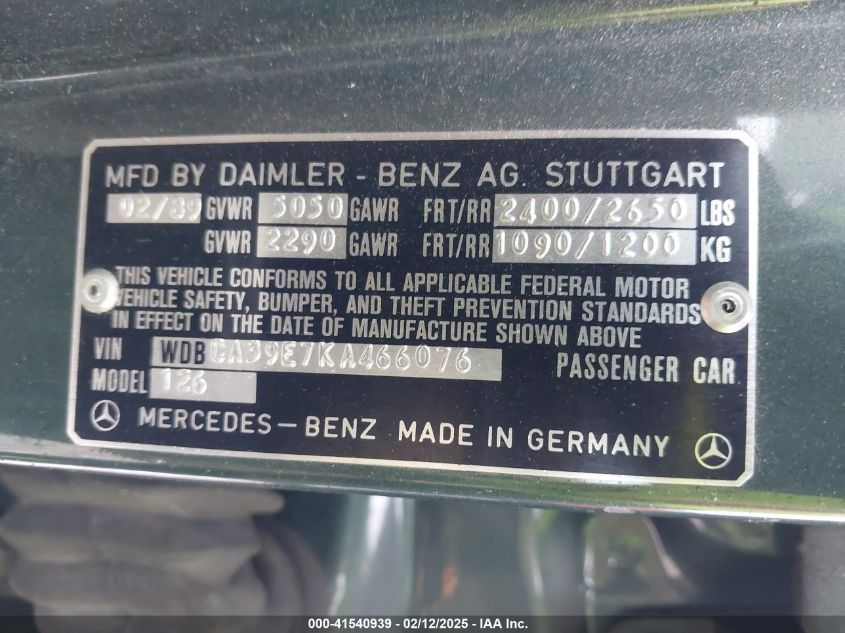 MFD BY DAIMLER - BENZ AG. STUTTGART
02/89 GVWR 5050 GAWR FRT/RR 2400/2650 LBS
GVWR 2290 GAWR FRT/RR 1090/1200 KG
THIS VEHICLE CONFORMS TO ALL APPLICABLE FEDERAL MOTOR
VEHICLE SAFETY, BUMPER, AND THEFT PREVENTION STANDARDS
IN EFFECT ON THE DATE OF MANUFACTURE SHOWN ABOVE
VIN WDBCA39E7KA466076 PASSENGER CAR
MODEL 126
MERCEDES - BENZ MADE IN GERMANY
000-41540939 / 02/12/2025 - IAA Inc.